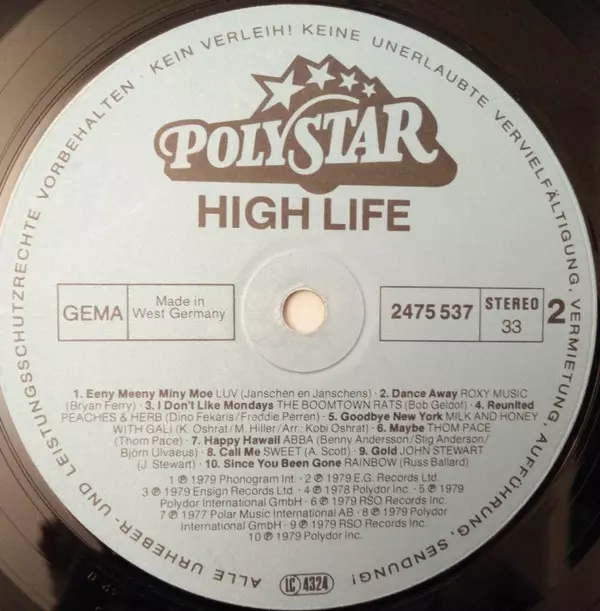 ALLE URHEBER- UND LEISTUNGSSCHUTZRECHTE VORBEHALTEN · KEIN VERLEIH! KEINE UNERLAUBTE VERVIELFÄLTIGUNG, VERMIETUNG, AUFFÜHRUNG, SENDUNG!
POLYSTAR
HIGH LIFE
GEMA
Made in
West Germany
2475 537
STEREO
33
2
1. Eeny Meeny Miny Moe LUV (Janschen en Janschens) · 2. Dance Away ROXY MUSIC
(Bryan Ferry) · 3. I Don't Like Mondays THE BOOMTOWN RATS (Bob Geldof) · 4. Reunited
PEACHES & HERB (Dino Fekaris/Freddie Perren) · 5. Goodbye New York MILK AND HONEY
WITH GALI (K. Oshrat/M. Hiller/Arr.: Kobi Oshrat) · 6. Maybe THOM PACE
(Thom Pace) · 7. Happy Hawaii ABBA (Benny Andersson/Stig Anderson/
Björn Ulvaeus) · 8. Call Me SWEET (A. Scott) · 9. Gold JOHN STEWART
(J. Stewart) · 10. Since You Been Gone RAINBOW (Russ Ballard)
1 ℗ 1979 Phonogram Int. · 2 ℗ 1979 E.G. Records Ltd.
3 ℗ 1979 Ensign Records Ltd. · 4 ℗ 1978 Polydor Inc. · 5 ℗ 1979
Polydor International GmbH · 6 ℗ 1979 RSO Records Inc.
7 ℗ 1977 Polar Music International AB · 8 ℗ 1979 Polydor
International GmbH · 9 ℗ 1979 RSO Records Inc.
10 ℗ 1979 Polydor Inc.
LC 4324